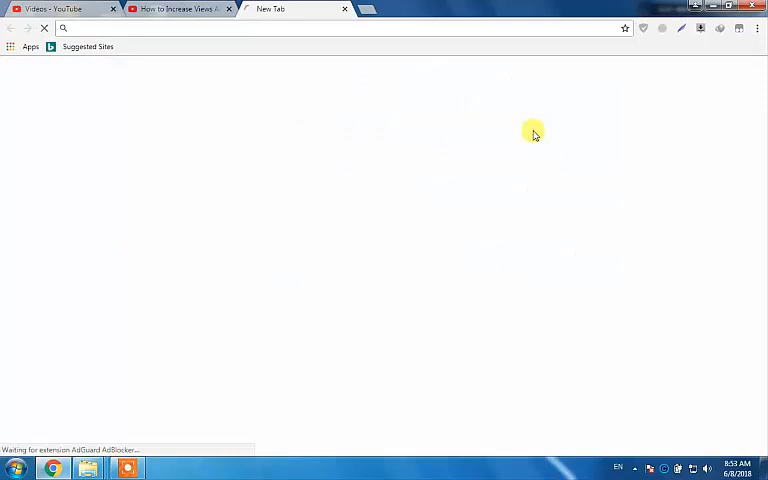 Videos - YouTube
How to Increase Views A
New Tab
Apps
Suggested Sites
Waiting for extension AdGuard AdBlocker...
EN
8:53 AM
6/8/2018